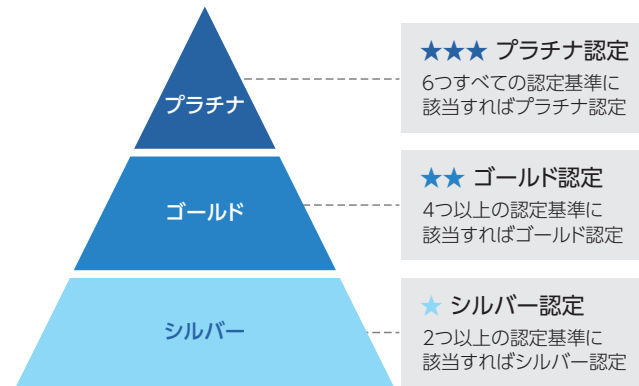 プラチナ
★★★ プラチナ認定
6つすべての認定基準に
該当すればプラチナ認定
ゴールド
★★ ゴールド認定
4つ以上の認定基準に
該当すればゴールド認定
シルバー
★ シルバー認定
2つ以上の認定基準に
該当すればシルバー認定